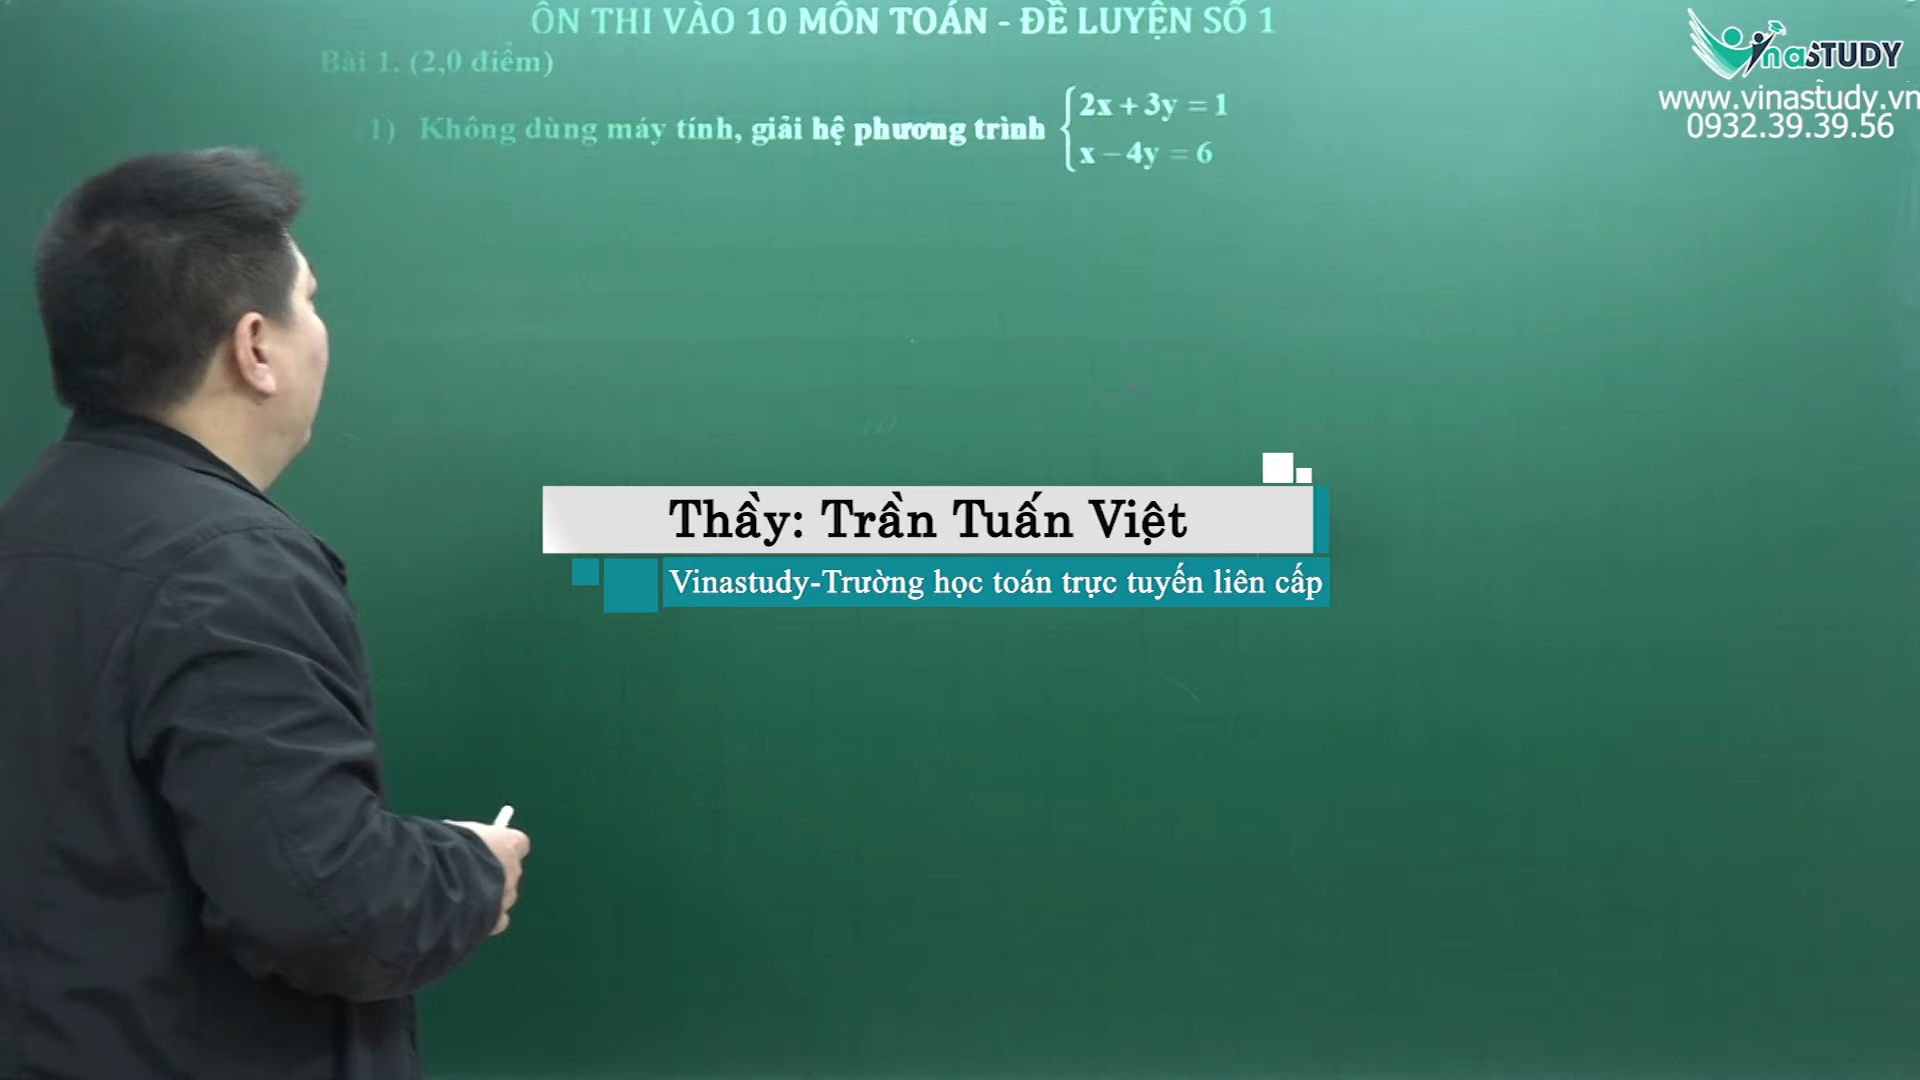 ÔN THI VÀO 10 MÔN TOÁN - ĐỀ LUYỆN SỐ 1
Bài 1. (2,0 điểm)
1) Không dùng máy tính, giải hệ phương trình { 2x + 3y = 1
x – 4y = 6
VinaSTUDY
www.vinastudy.vn
0932.39.39.56
Thầy: Trần Tuấn Việt
Vinastudy-Trường học toán trực tuyến liên cấp